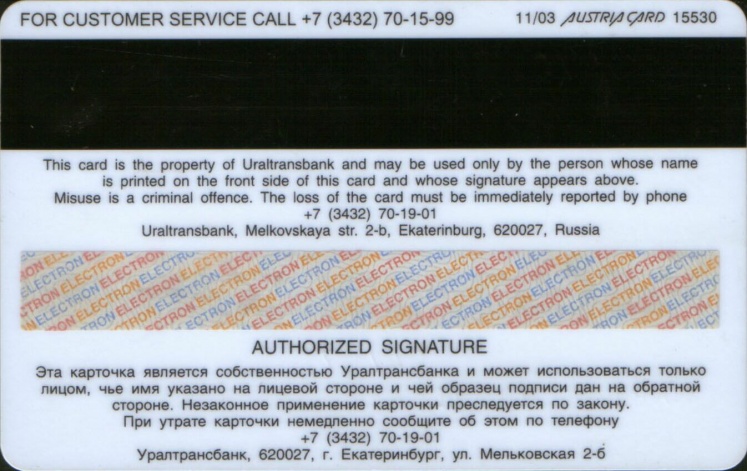 FOR CUSTOMER SERVICE CALL +7 (3432) 70-15-99 11/03 AUSTRIA CARD 15530
This card is the property of Uraltransbank and may be used only by the person whose name
is printed on the front side of this card and whose signature appears above.
Misuse is a criminal offence. The loss of the card must be immediately reported by phone
+7 (3432) 70-19-01
Uraltransbank, Melkovskaya str. 2-b, Ekaterinburg, 620027, Russia
ELECTRON ELECTRON ELECTRON ELECTRON ELECTRON ELECTRON
AUTHORIZED SIGNATURE
Эта карточка является собственностью Уралтрансбанка и может использоваться только
лицом, чье имя указано на лицевой стороне и чей образец подписи дан на обратной
стороне. Незаконное применение карточки преследуется по закону.
При утрате карточки немедленно сообщите об этом по телефону
+7 (3432) 70-19-01
Уралтрансбанк, 620027, г. Екатеринбург, ул. Мельковская 2-б